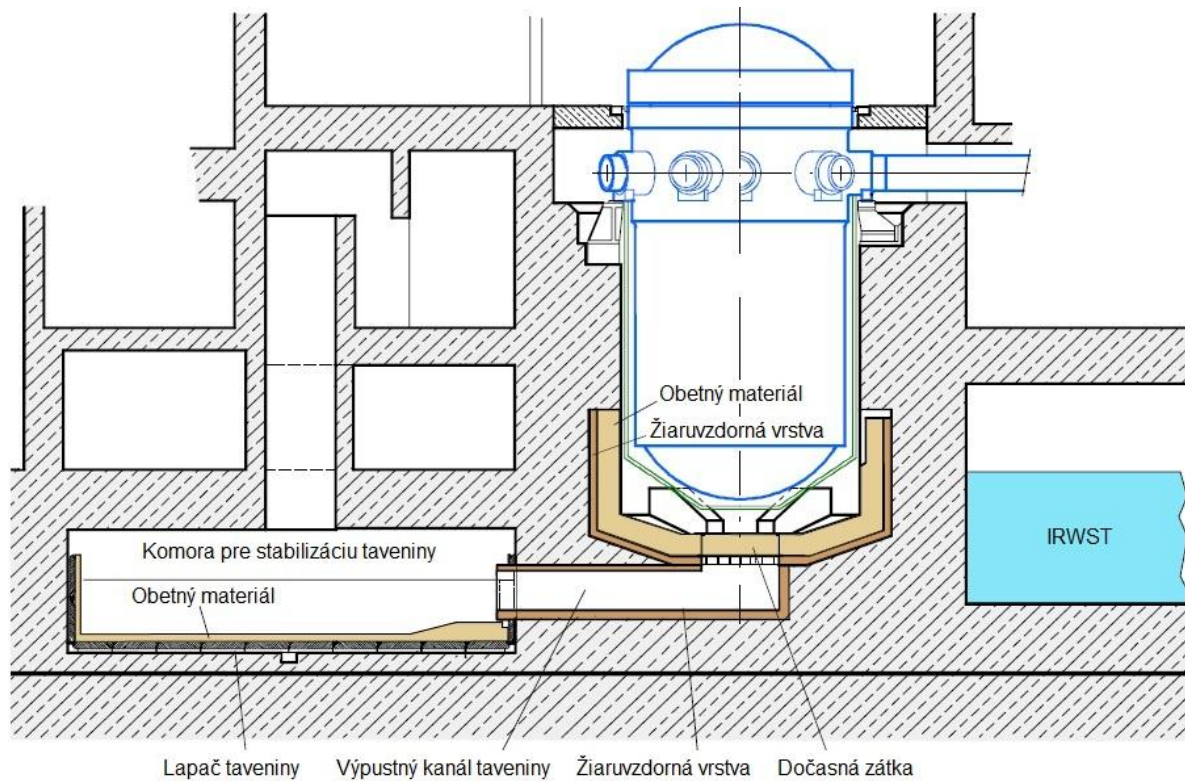 Obetný materiál
Žiaruvzdorná vrstva
Komora pre stabilizáciu taveniny
IRWST
Obetný materiál
Lapač taveniny
Výpustný kanál taveniny
Žiaruvzdorná vrstva
Dočasná zátka